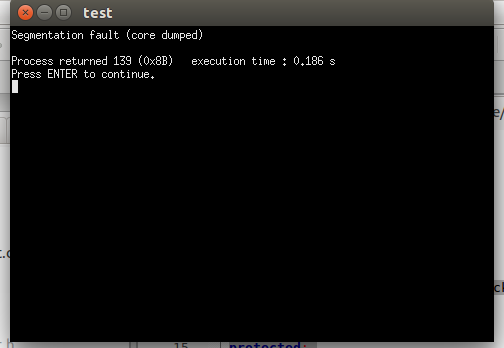 test
Segmentation fault (core dumped)
Process returned 139 (0x8B)   execution time : 0.186 s
Press ENTER to continue.
15
protected: